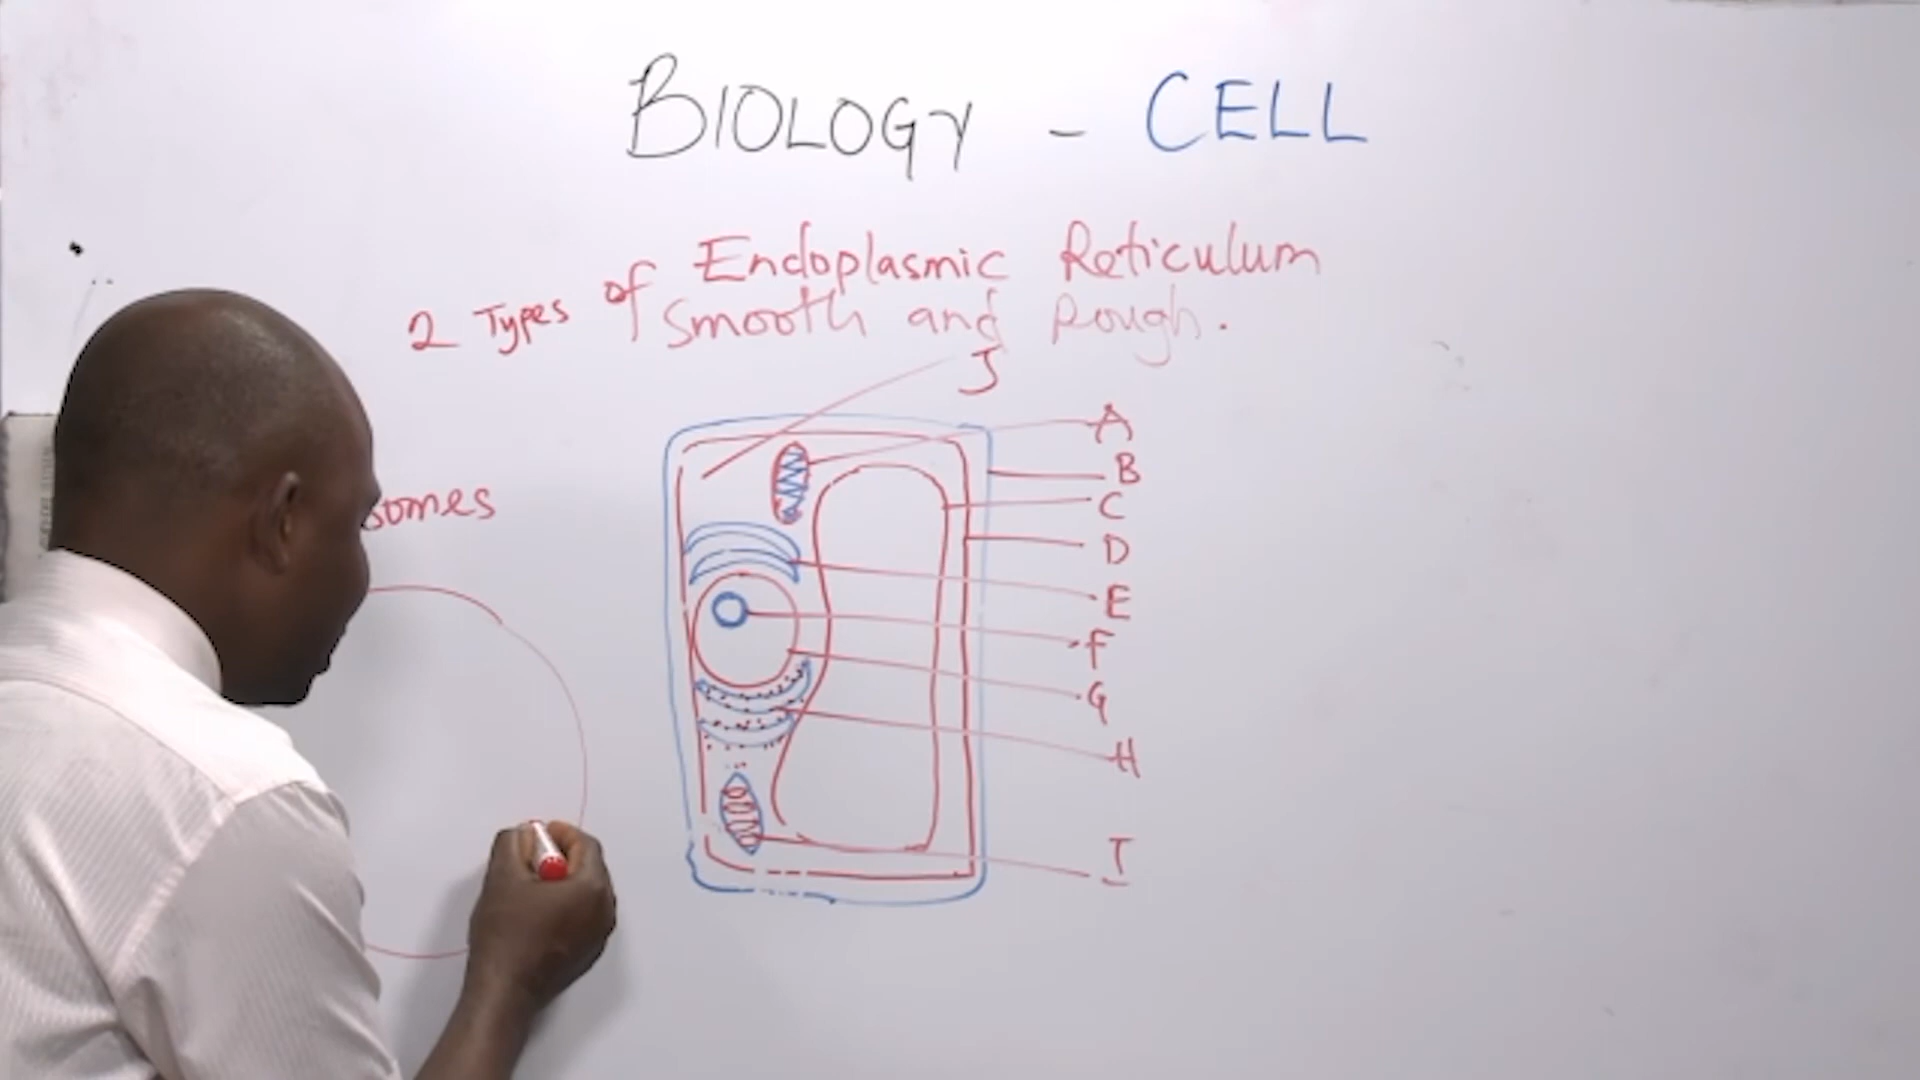 BIOLOGY - CELL
2 Types of Endoplasmic Reticulum
Smooth and Rough.
J
A
B
somes
C
D
E
F
G
H
I